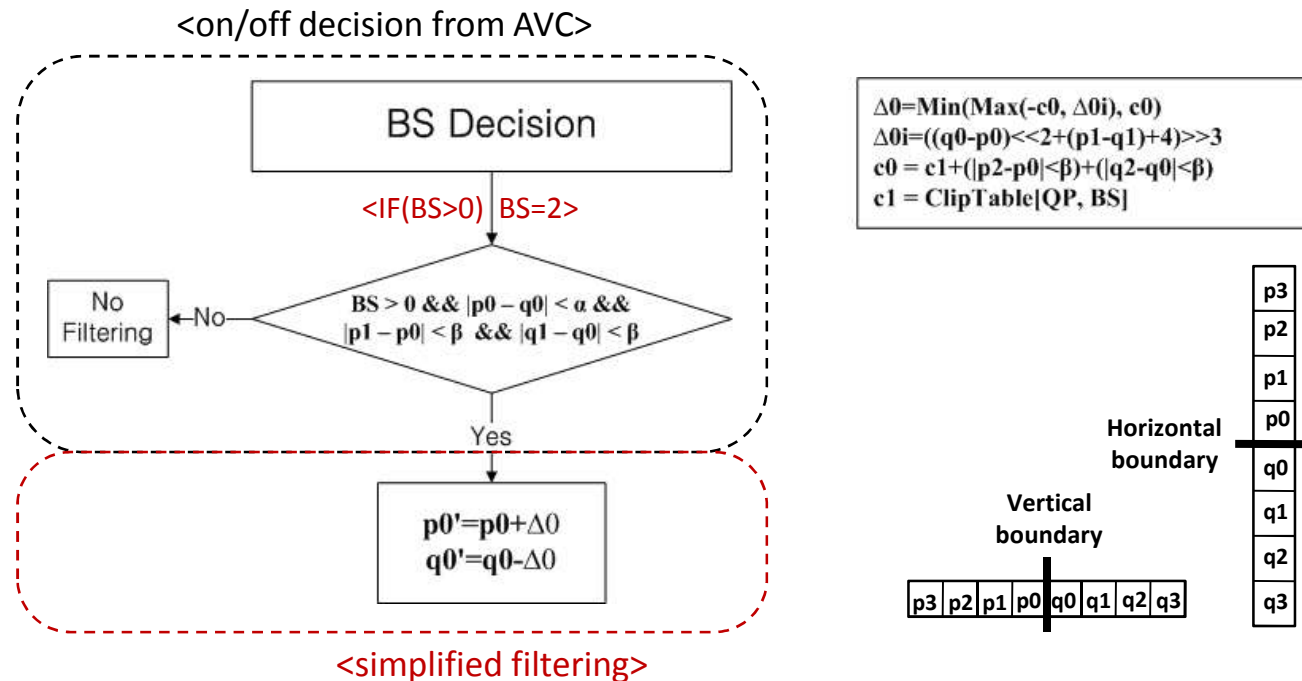 <on/off decision from AVC>
BS Decision
<IF(BS>0) BS=2>
BS > 0 && |p0 – q0| < α &&
|p1 – p0| < β && |q1 – q0| < β
No
No
Filtering
Yes
p0'=p0+Δ0
q0'=q0-Δ0
<simplified filtering>
Δ0=Min(Max(-c0, Δ0i), c0)
Δ0i=((q0-p0)<<2+(p1-q1)+4)>>3
c0 = c1+(|p2-p0|<β)+(|q2-q0|<β)
c1 = ClipTable[QP, BS]
p3
p2
p1
p0
q0
q1
q2
q3
Horizontal
boundary
Vertical
boundary
p3 p2 p1 p0 q0 q1 q2 q3